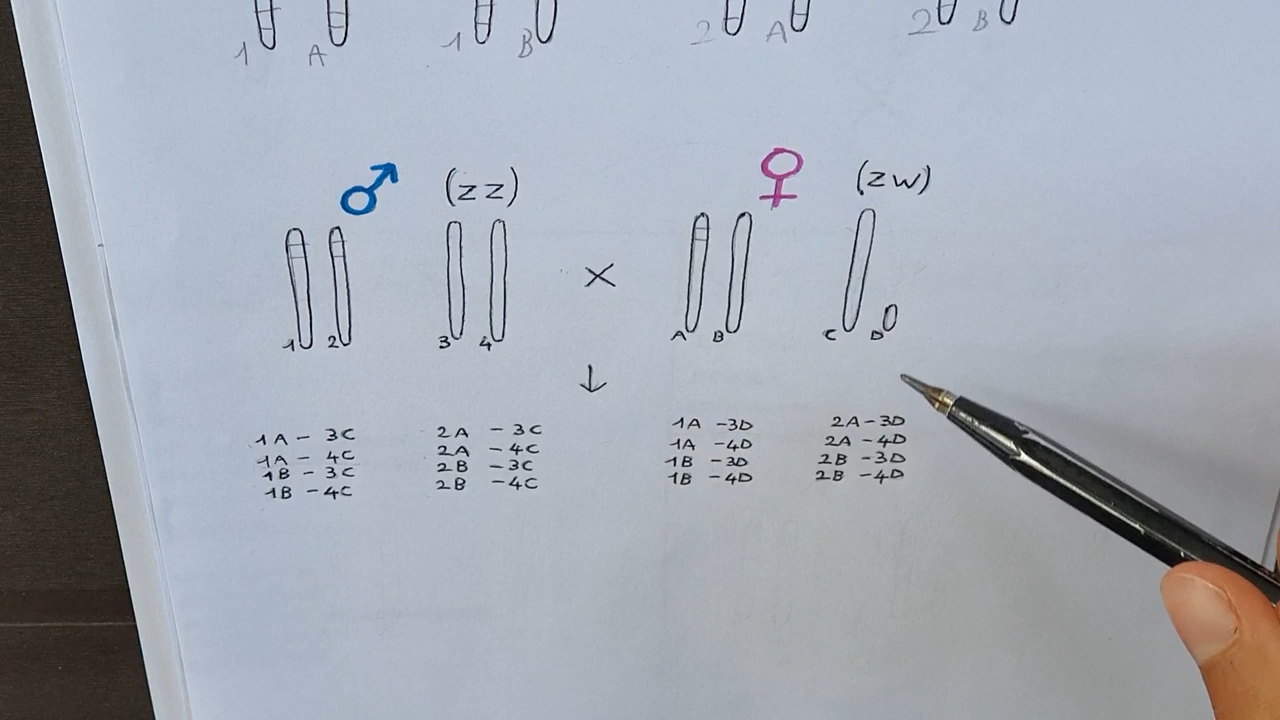 1 A 1 B 2 A 2 B
♂ (ZZ) ♀ (ZW)
1 2 3 4 × A B C D
↓
1A - 3C 2A - 3C 1A - 3D 2A - 3D
1A - 4C 2A - 4C 1A - 4D 2A - 4D
1B - 3C 2B - 3C 1B - 3D 2B - 3D
1B - 4C 2B - 4C 1B - 4D 2B - 4D